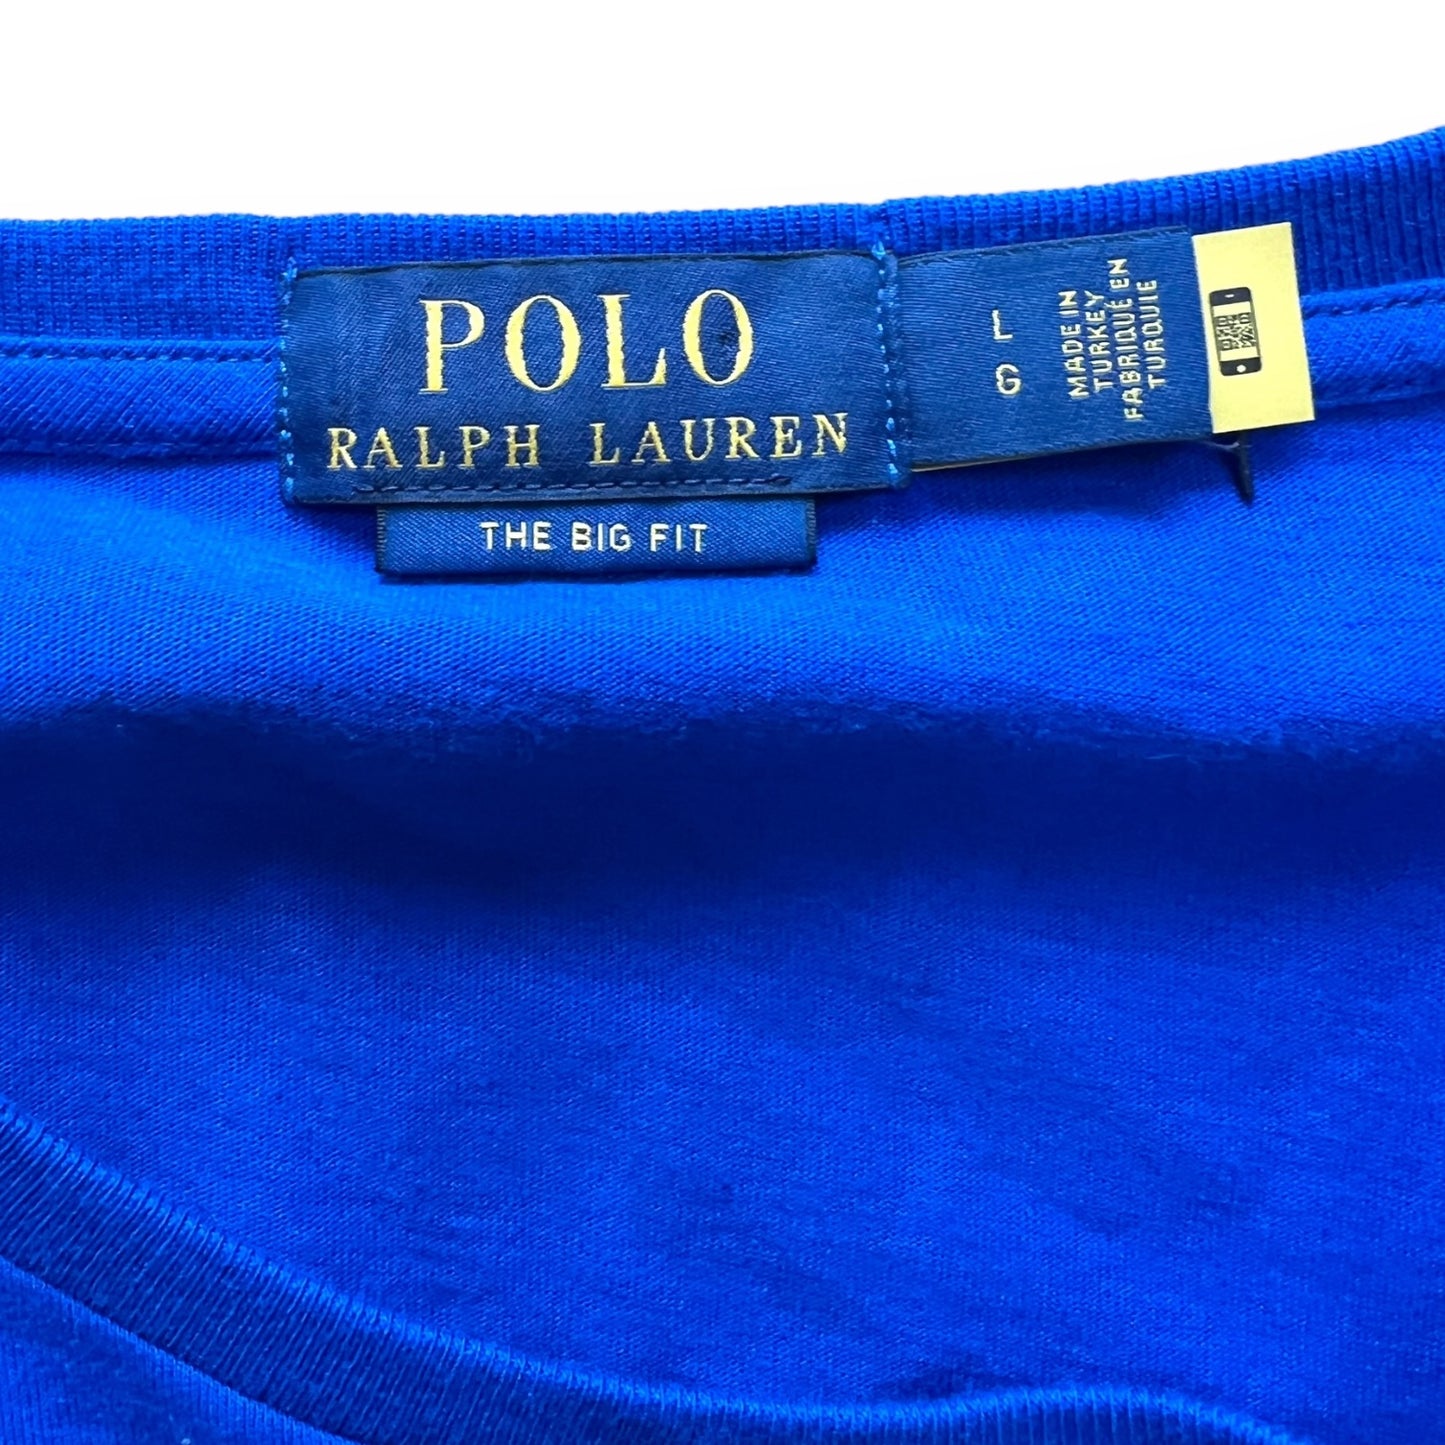 POLO
RALPH LAUREN
THE BIG FIT
L
G
MADE IN
TURKEY
FABRIQUÉ EN
TURQUIE